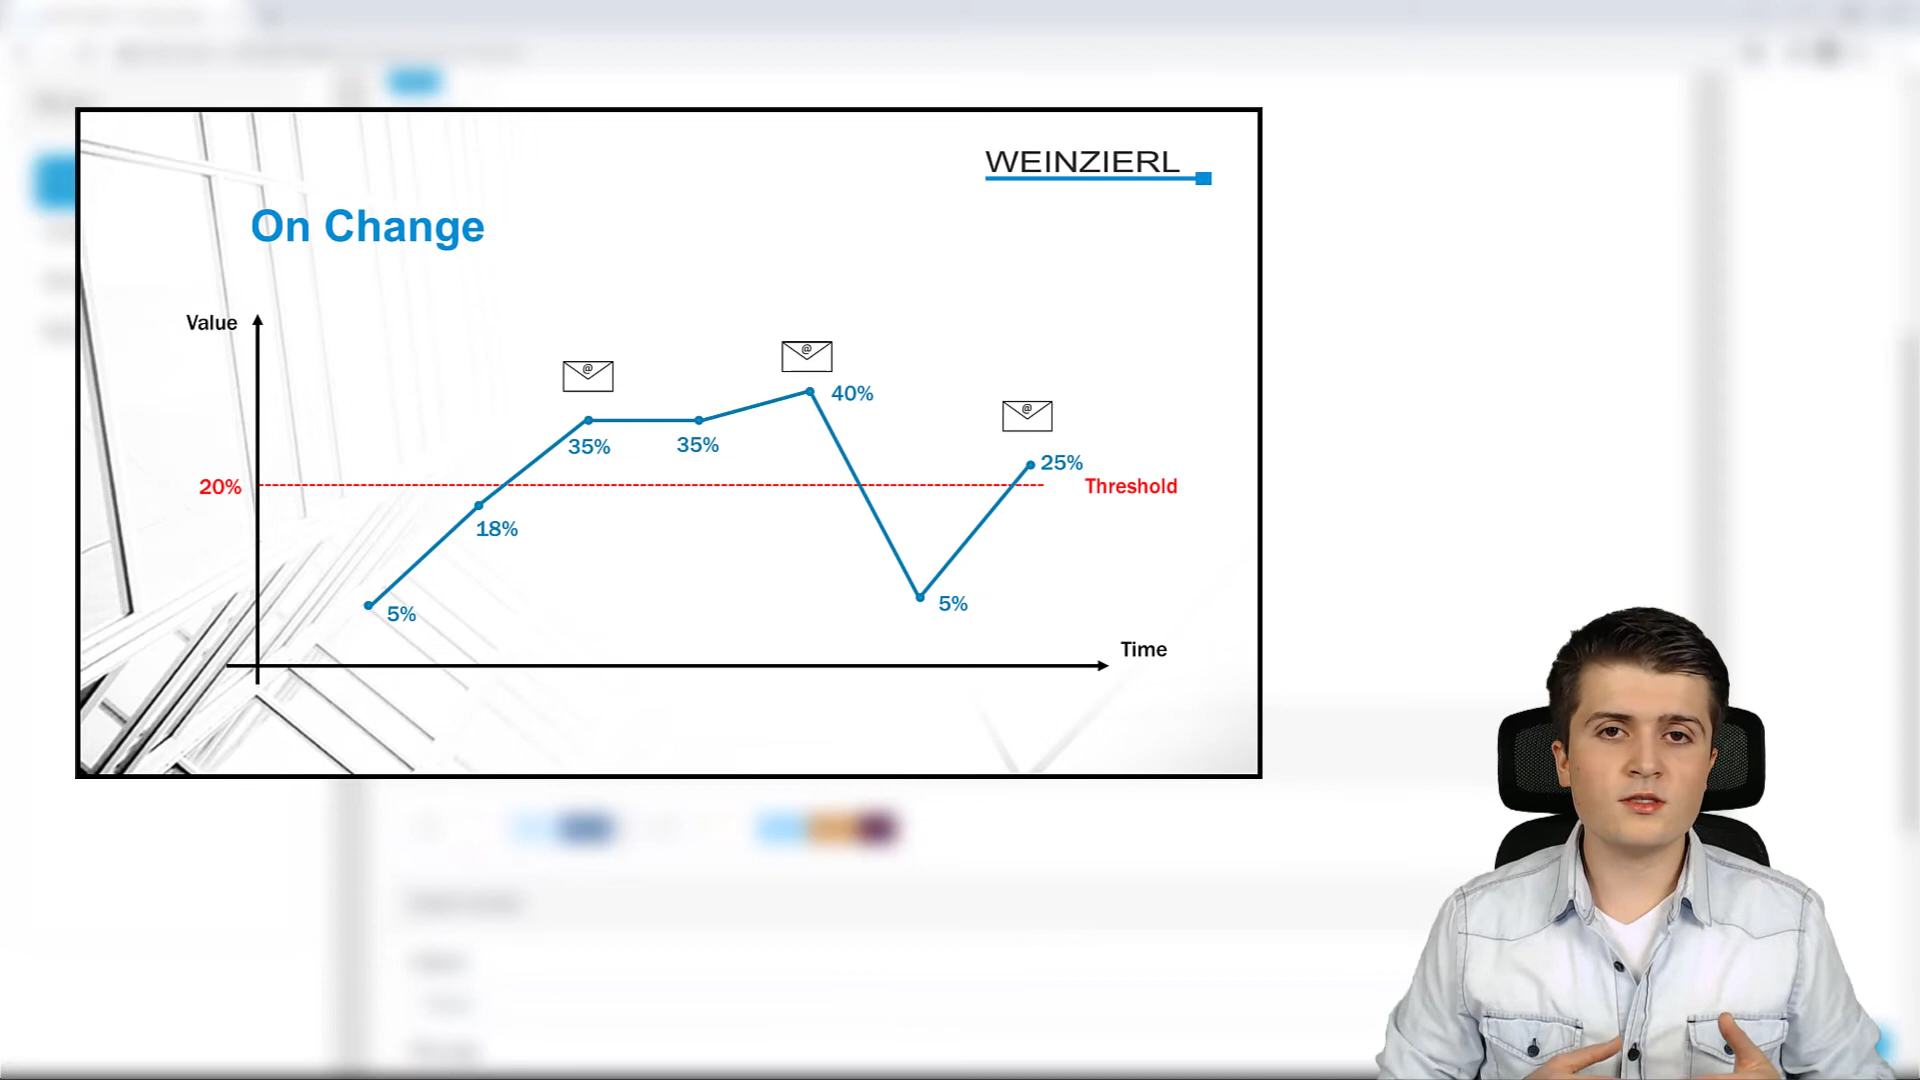 WEINZIERL
On Change
Value
@
@
40%
@
35%
35%
25%
20%
Threshold
18%
5%
5%
Time